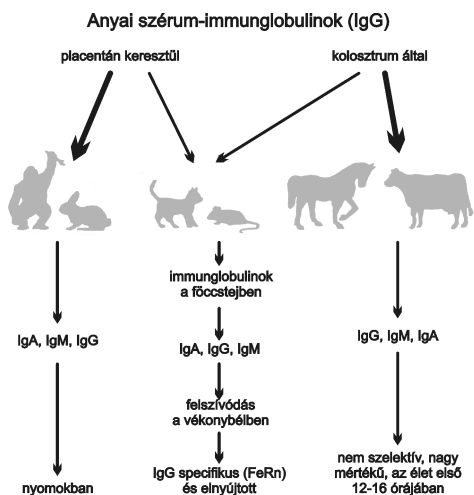 Anyai szérum-immunglobulinok (IgG)
placentán keresztül
kolosztrum által
immunglobulinok
a föccstejben
IgA, IgM, IgG
IgA, IgG, IgM
IgG, IgM, IgA
felszívódás
a vékonybélben
nyomokban
IgG specifikus (FeRn)
és elnyújtott
nem szelektív, nagy
mértékű, az élet első
12-16 órájában